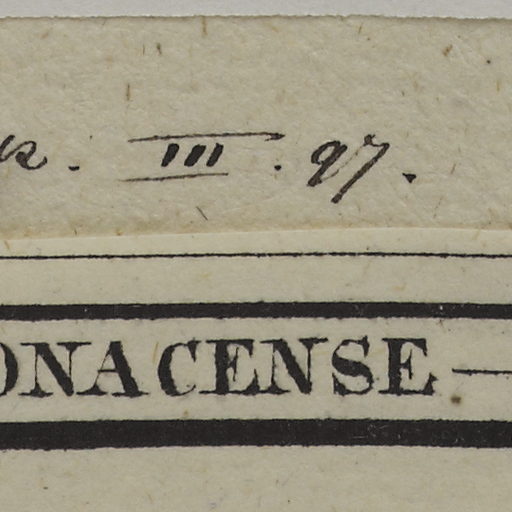 III. 97.
ONACENSE —